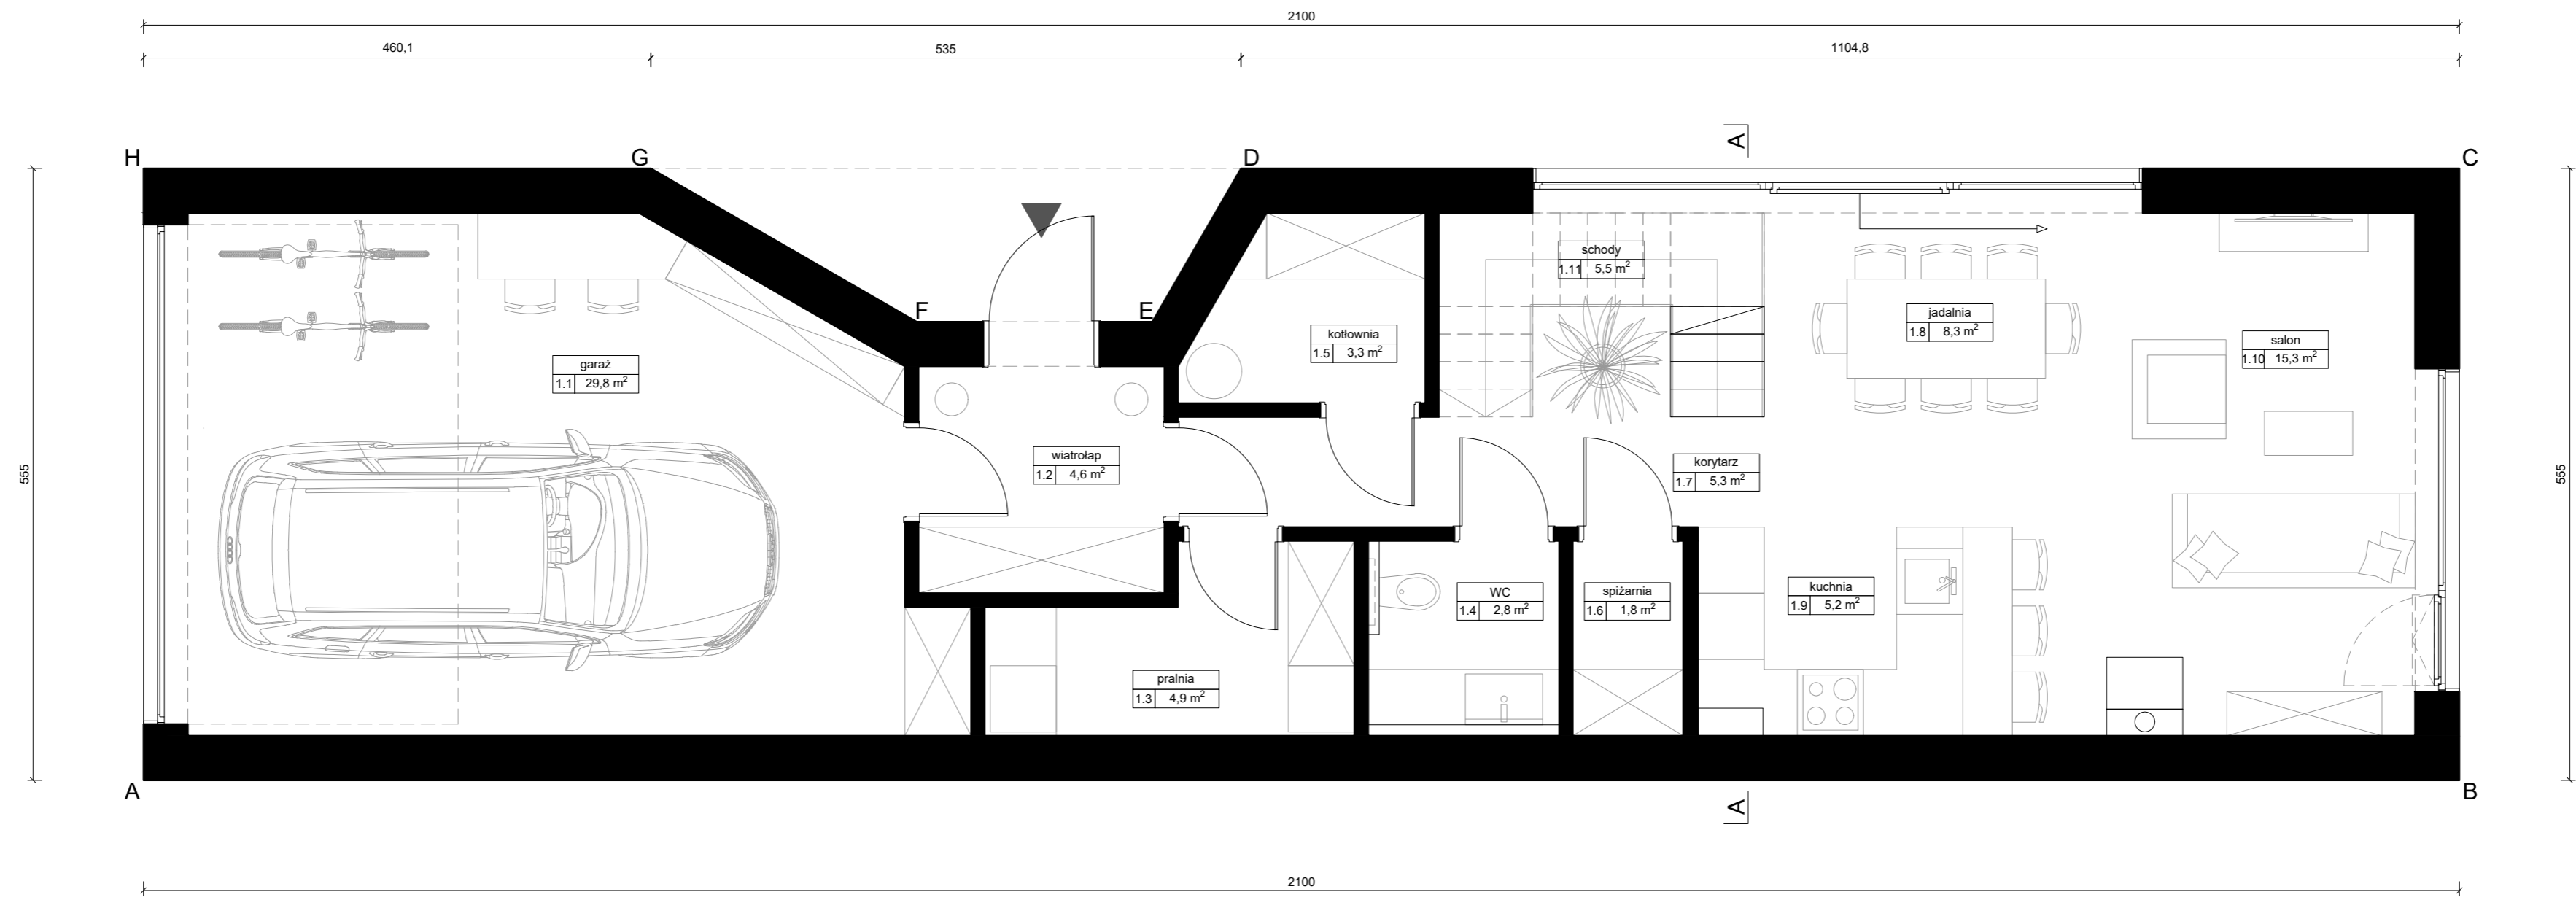 2100
460,1
535
1104,8
A
H
G
D
C
schody
1.11 5,5 m²
jadalnia
1.8 8,3 m²
F
E
kotłownia
1.5 3,3 m²
salon
1.10 15,3 m²
garaż
1.1 29,8 m²
555
555
wiatrołap
1.2 4,6 m²
korytarz
1.7 5,3 m²
WC
1.4 2,8 m²
spiżarnia
1.6 1,8 m²
kuchnia
1.9 5,2 m²
pralnia
1.3 4,9 m²
A
B
A
2100